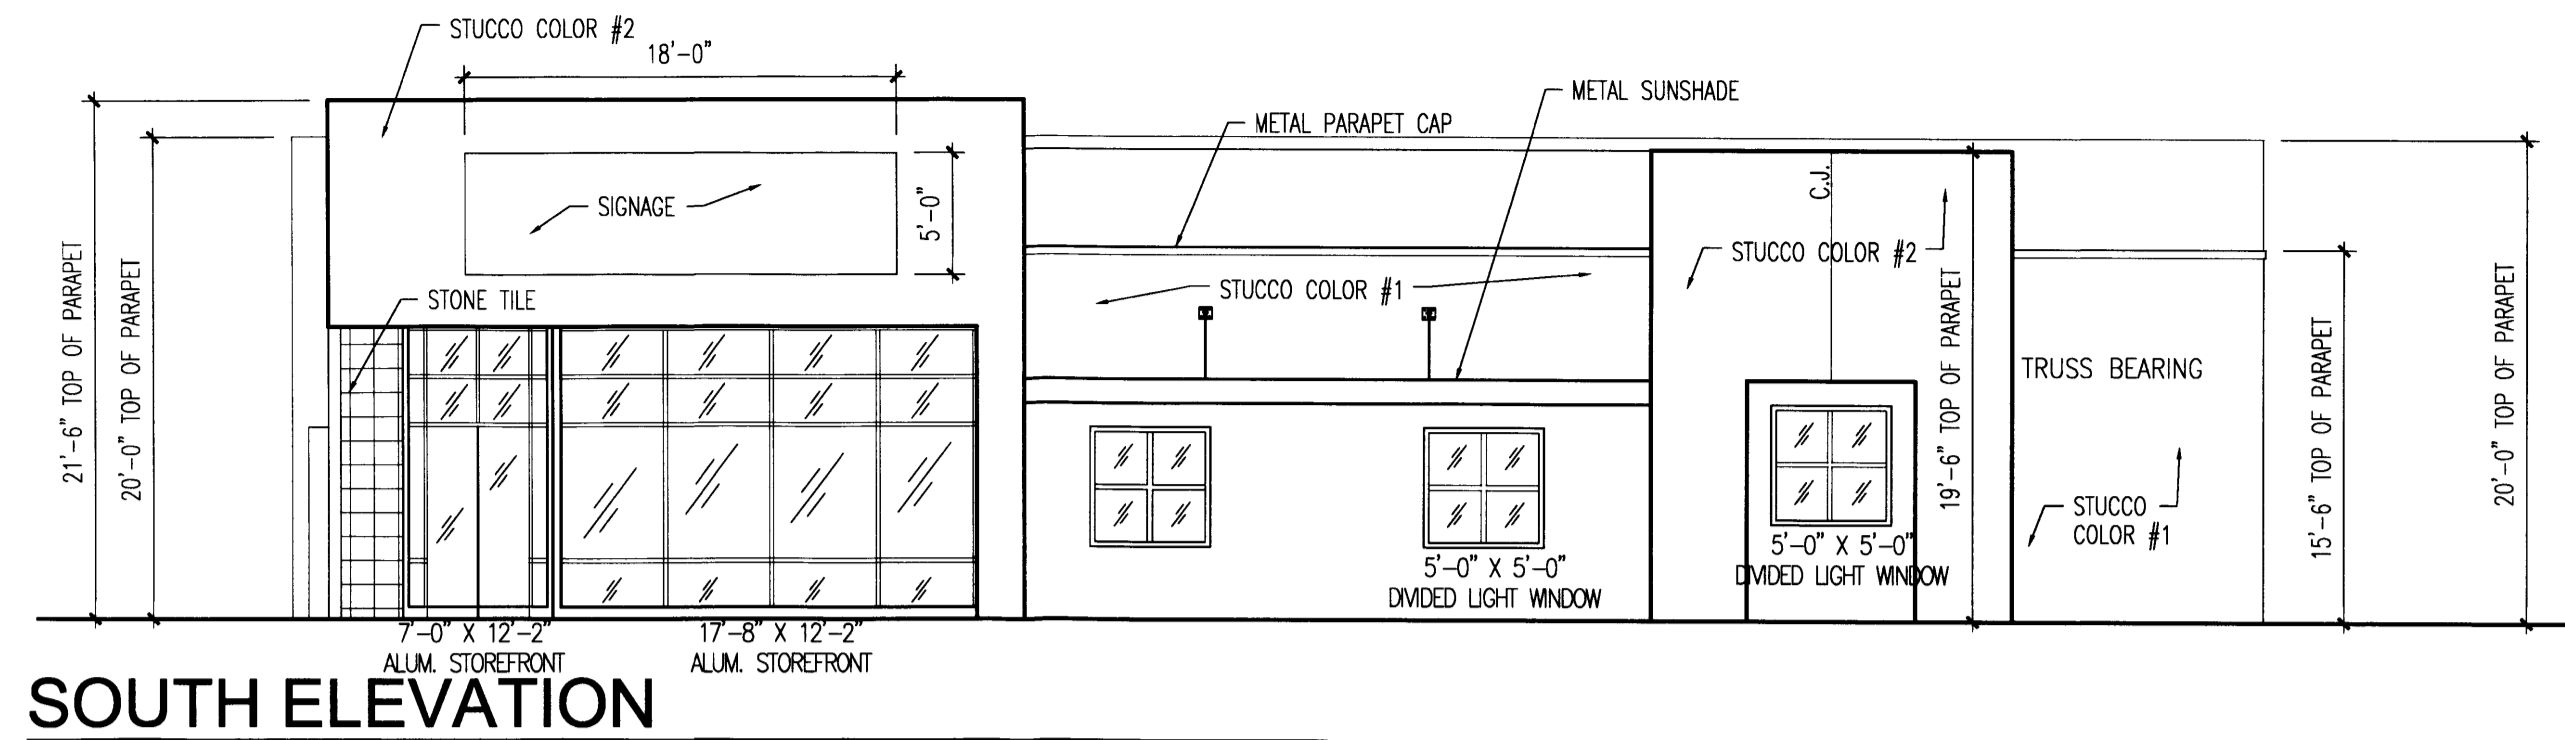 STUCCO COLOR #2
18'-0"
METAL SUNSHADE
METAL PARAPET CAP
C.J.
SIGNAGE
5'-0"
STUCCO COLOR #2
STUCCO COLOR #1
STONE TILE
21'-6" TOP OF PARAPET
20'-0" TOP OF PARAPET
19'-6" TOP OF PARAPET
TRUSS BEARING
15'-6" TOP OF PARAPET
20'-0" TOP OF PARAPET
STUCCO
COLOR #1
5'-0" X 5'-0"
DIVIDED LIGHT WINDOW
5'-0" X 5'-0"
DIVIDED LIGHT WINDOW
7'-0" X 12'-2"
ALUM. STOREFRONT
17'-8" X 12'-2"
ALUM. STOREFRONT
SOUTH ELEVATION